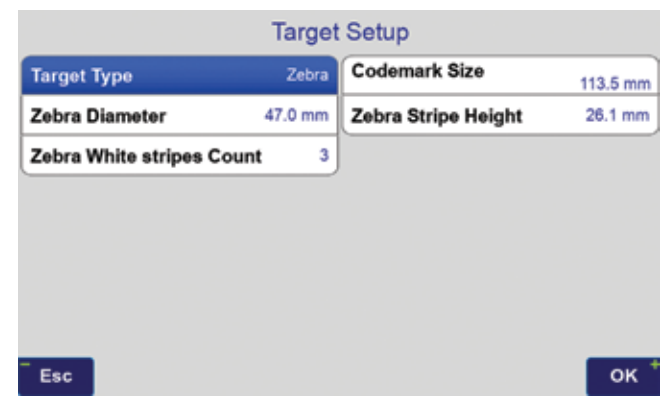 Target Setup
Target Type Zebra
Codemark Size 113.5 mm
Zebra Diameter 47.0 mm
Zebra Stripe Height 26.1 mm
Zebra White stripes Count 3
- Esc
OK +